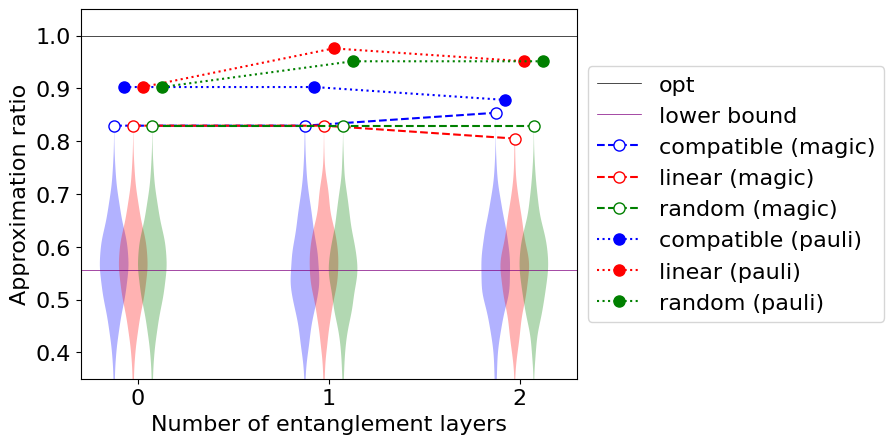 1.0
0.9
0.8
0.7
0.6
0.5
0.4
Approximation ratio
0 1 2
Number of entanglement layers
opt
lower bound
compatible (magic)
linear (magic)
random (magic)
compatible (pauli)
linear (pauli)
random (pauli)